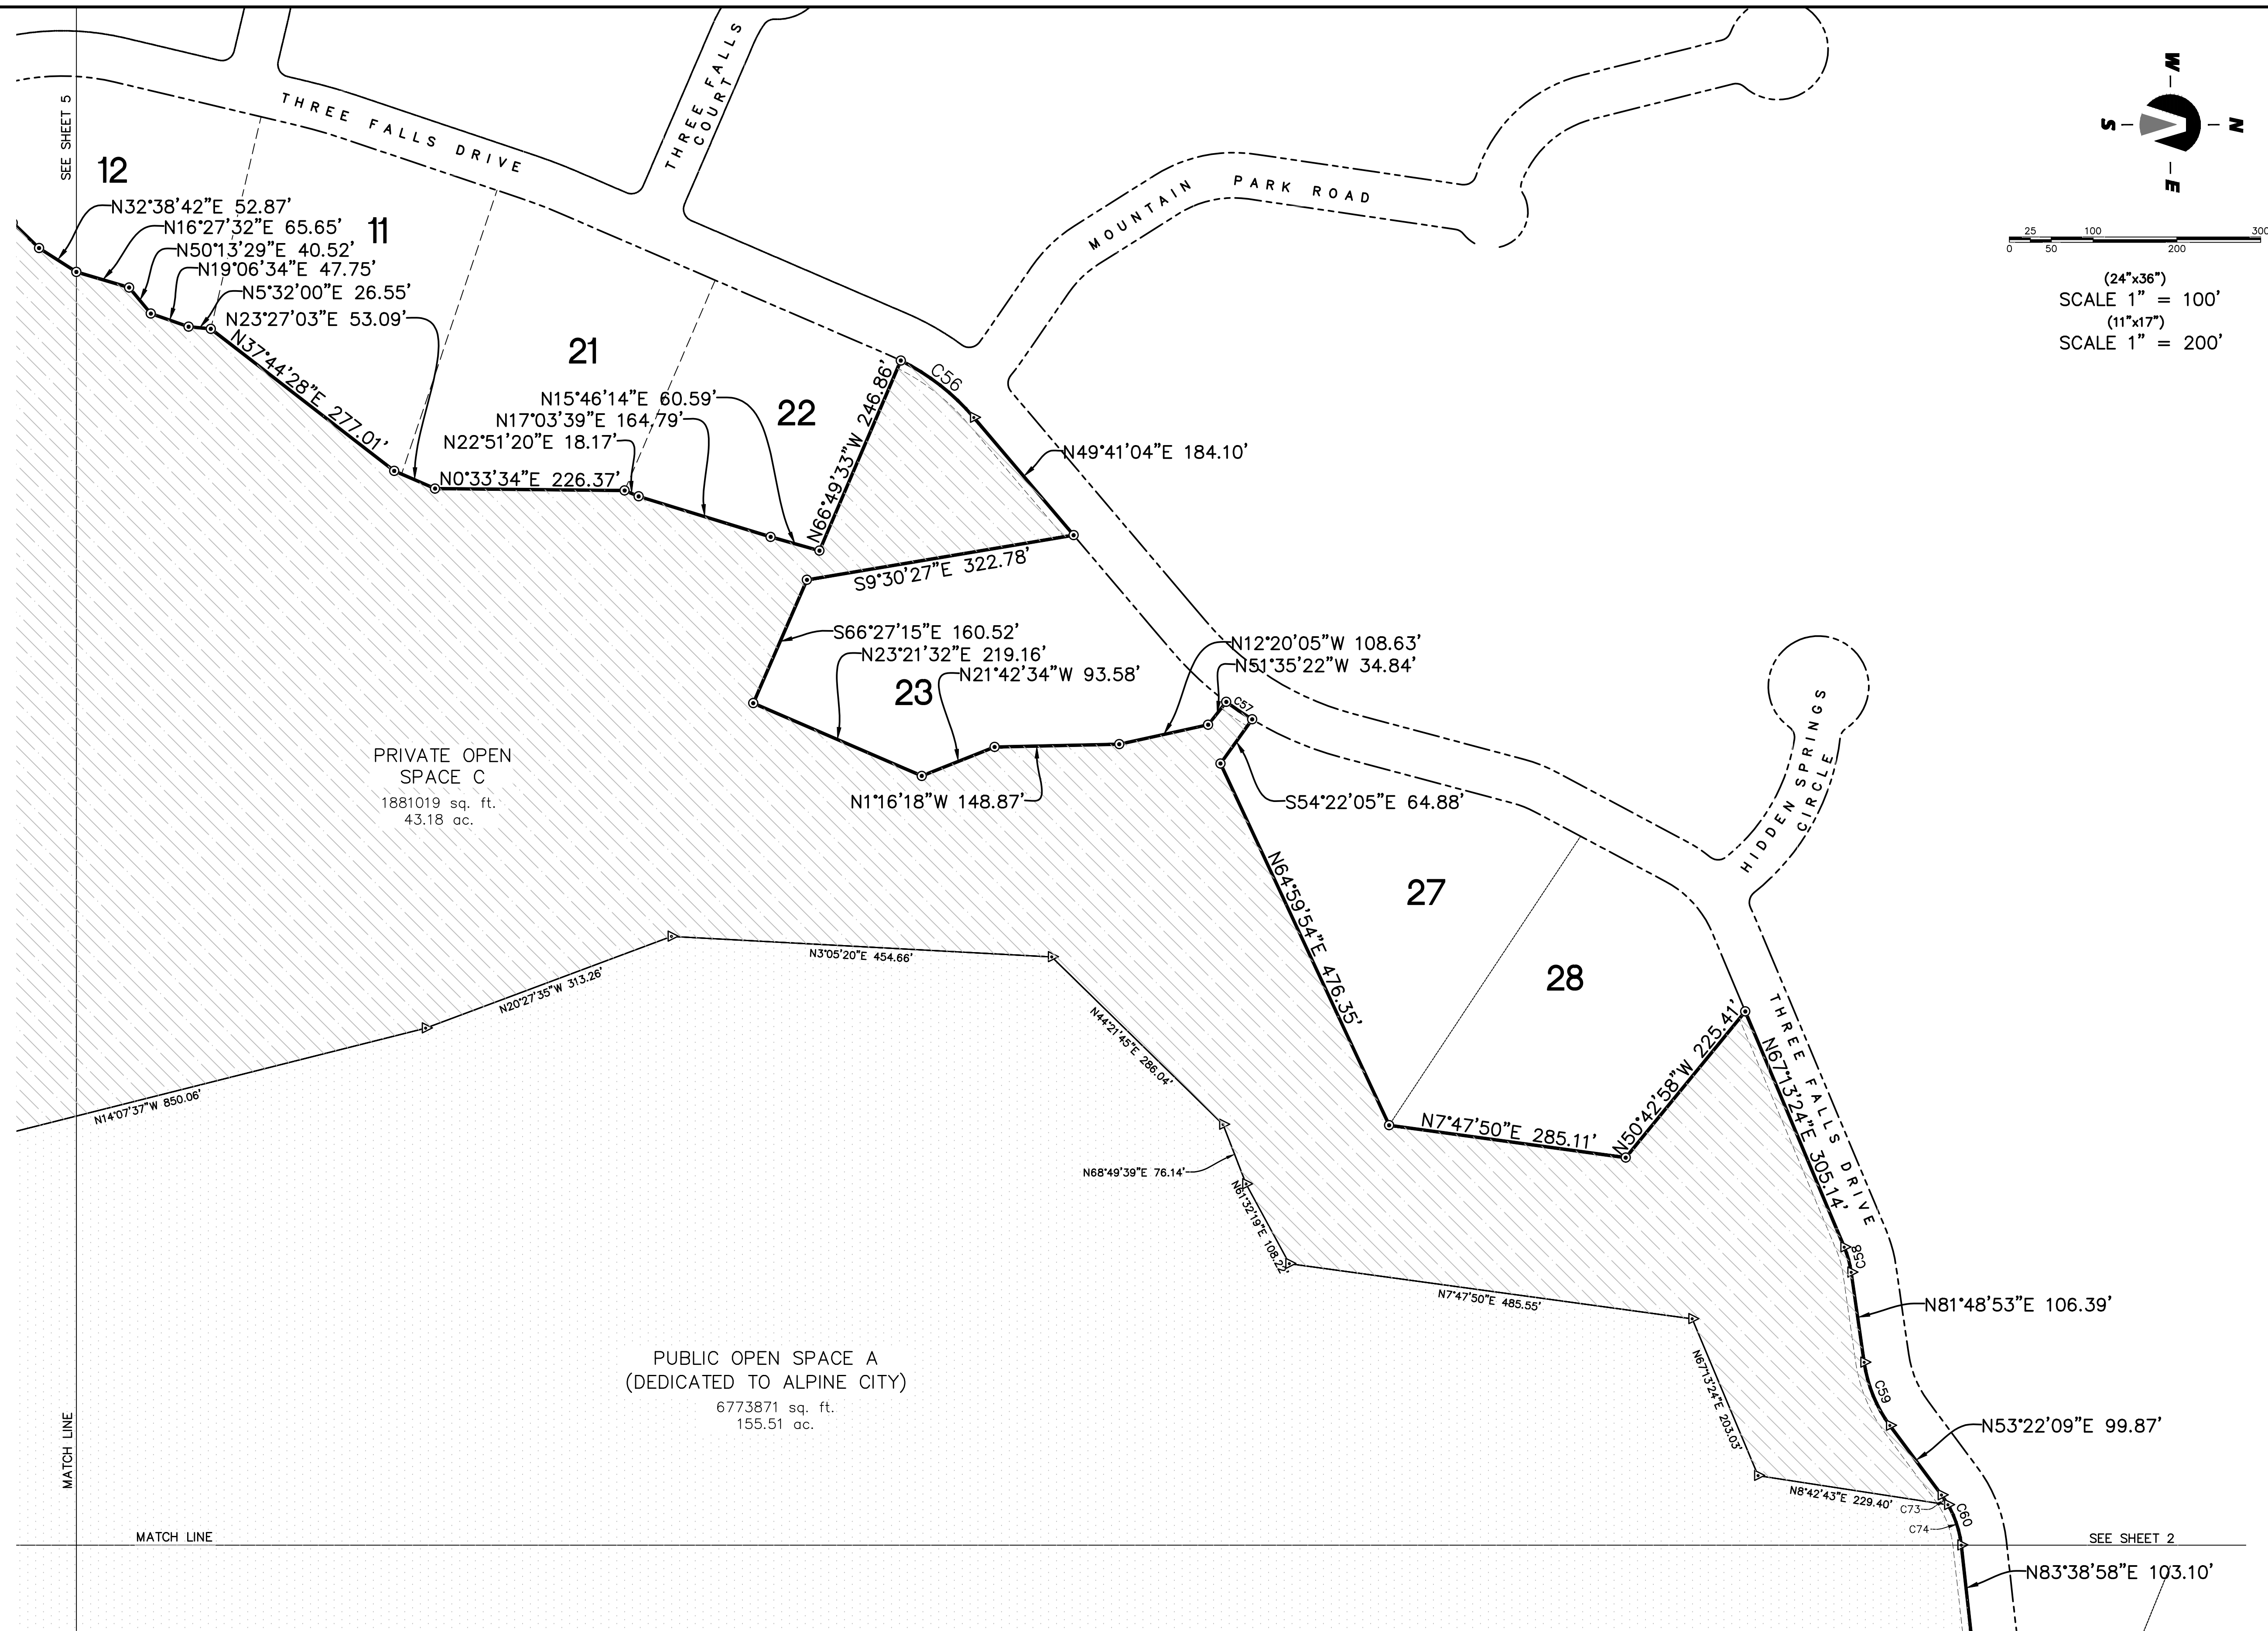 W
S
N
E
25 100 300
0 50 200
(24"x36")
SCALE 1" = 100'
(11"x17")
SCALE 1" = 200'
SEE SHEET 5
THREE FALLS DRIVE
THREE FALLS
COURT
MOUNTAIN PARK ROAD
12
N32°38'42"E 52.87'
N16°27'32"E 65.65'
11
N50°13'29"E 40.52'
N19°06'34"E 47.75'
N5°32'00"E 26.55'
N23°27'03"E 53.09'
N37°44'28"E 277.01'
21
N15°46'14"E 60.59'
N17°03'39"E 164.79'
N22°51'20"E 18.17'
N0°33'34"E 226.37'
22
N66°49'33"W 246.86'
C56
N49°41'04"E 184.10'
S9°30'27"E 322.78'
S66°27'15"E 160.52'
N23°21'32"E 219.16'
N21°42'34"W 93.58'
23
N12°20'05"W 108.63'
N51°35'22"W 34.84'
C57
N1°16'18"W 148.87'
S54°22'05"E 64.88'
HIDDEN SPRINGS
CIRCLE
PRIVATE OPEN
SPACE C
1881019 sq. ft.
43.18 ac.
N64°59'54"E 476.35'
27
28
N3°05'20"E 454.66'
N20°27'35"W 313.26'
N14°07'37"W 850.06'
N44°21'45"E 286.04'
N68°49'39"E 76.14'
N61°32'19"E 108.22'
N7°47'50"E 285.11'
N50°42'58"W 225.41'
THREE FALLS DRIVE
N67°13'24"E 305.14'
C58
N7°47'50"E 485.55'
N81°48'53"E 106.39'
N67°13'24"E 203.03'
C59
N53°22'09"E 99.87'
N8°42'43"E 229.40'
C73
C60
C74
PUBLIC OPEN SPACE A
(DEDICATED TO ALPINE CITY)
6773871 sq. ft.
155.51 ac.
MATCH LINE
MATCH LINE
SEE SHEET 2
N83°38'58"E 103.10'